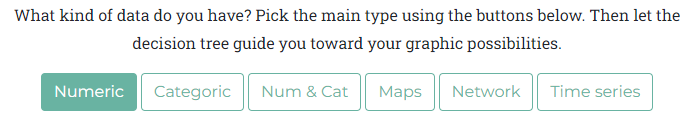 What kind of data do you have? Pick the main type using the buttons below. Then let the
decision tree guide you toward your graphic possibilities.
Numeric Categoric Num & Cat Maps Network Time series